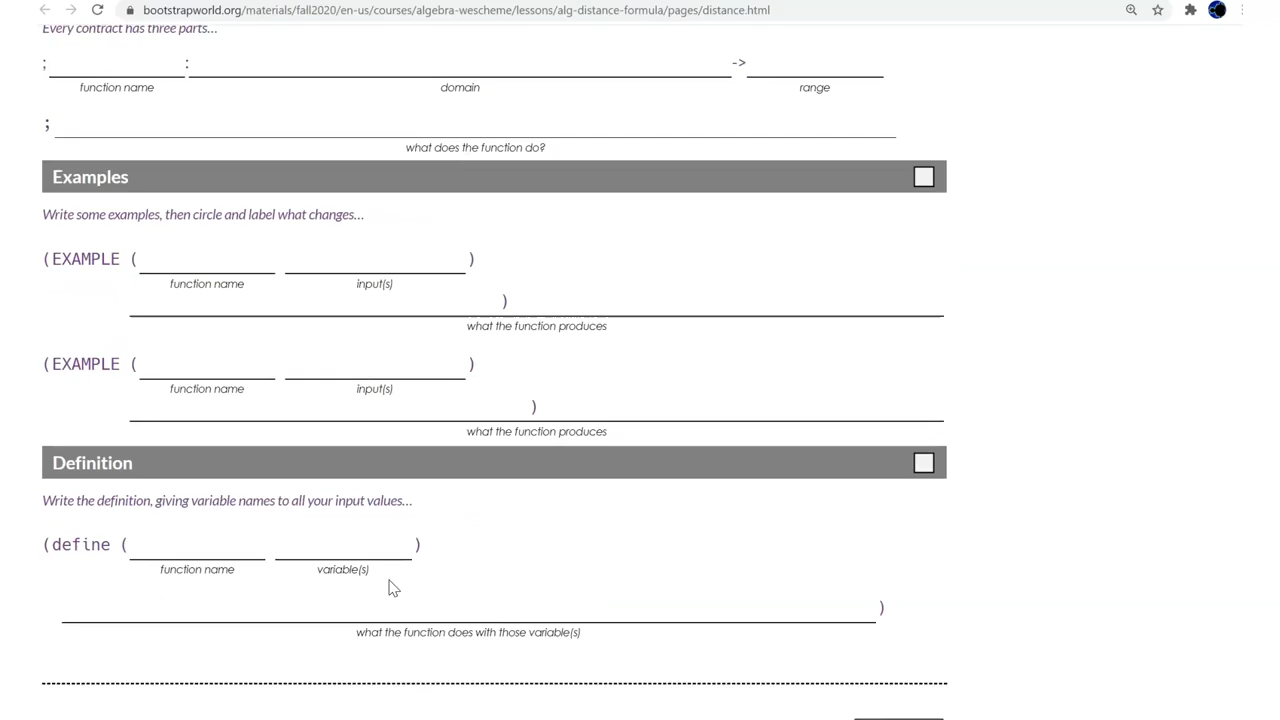 bootstrapworld.org/materials/fall2020/en-us/courses/algebra-wescheme/lessons/alg-distance-formula/pages/distance.html
Every contract has three parts...
; : ->
function name domain range
;
what does the function do?
Examples
Write some examples, then circle and label what changes...
(EXAMPLE ( )
function name input(s)
)
what the function produces
(EXAMPLE ( )
function name input(s)
)
what the function produces
Definition
Write the definition, giving variable names to all your input values...
(define ( )
function name variable(s)
)
what the function does with those variable(s)